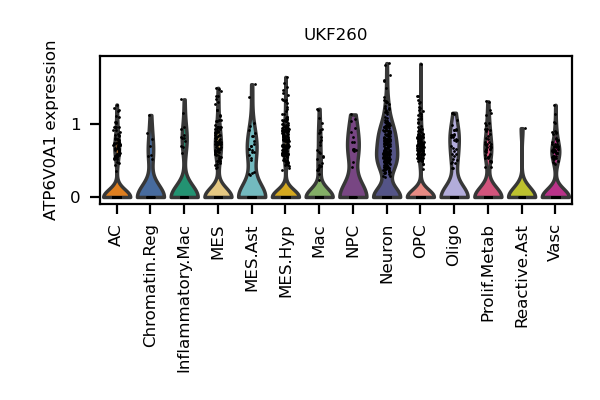 UKF260
ATP6V0A1 expression
1
0
AC
Chromatin.Reg
Inflammatory.Mac
MES
MES.Ast
MES.Hyp
Mac
NPC
Neuron
OPC
Oligo
Prolif.Metab
Reactive.Ast
Vasc